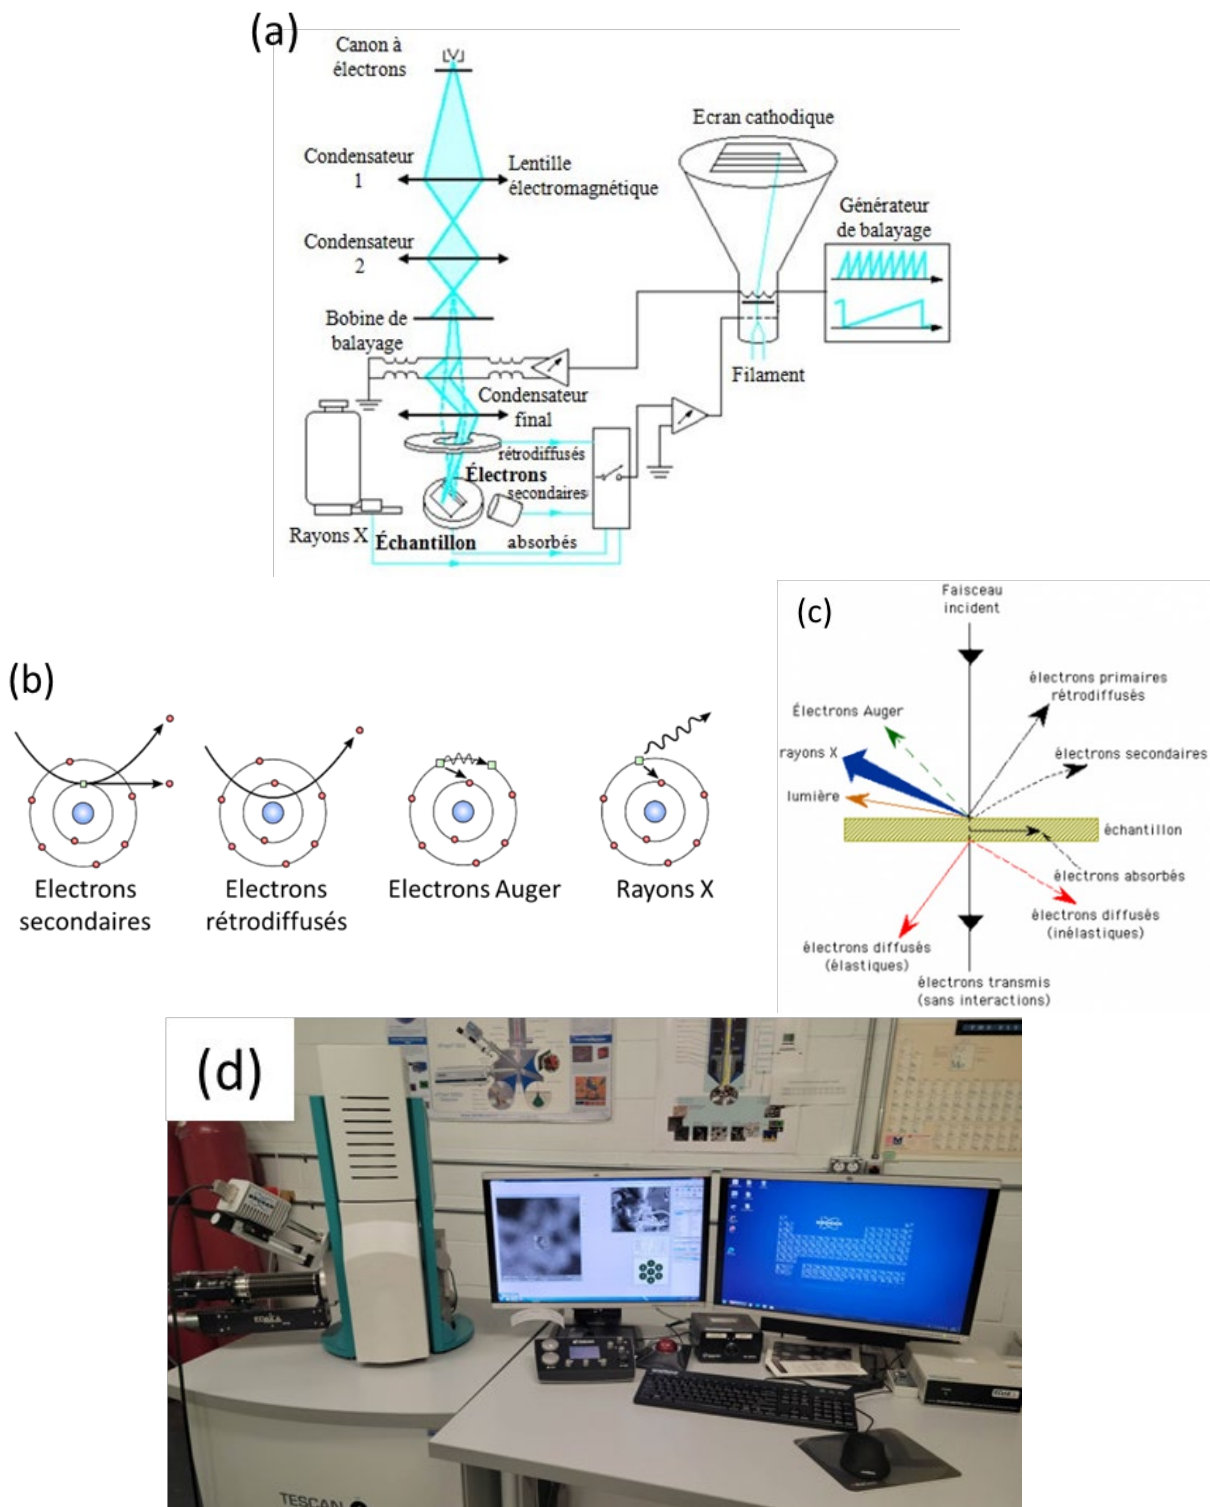 (a)
Canon à
électrons
Condensateur
1
Lentille
électromagnétique
Condensateur
2
Bobine de
balayage
Condensateur
final
Ecran cathodique
Générateur
de balayage
Filament
rétrodiffusés
Électrons
secondaires
Rayons X
Échantillon
absorbés
(b)
Electrons
secondaires
Electrons
rétrodiffusés
Electrons Auger
Rayons X
(c)
Faisceau
incident
électrons primaires
rétrodiffusés
Électrons Auger
rayons X
électrons secondaires
lumière
échantillon
électrons absorbés
électrons diffusés
(inélastiques)
électrons diffusés
(élastiques)
électrons transmis
(sans interactions)
(d)
TESCAN